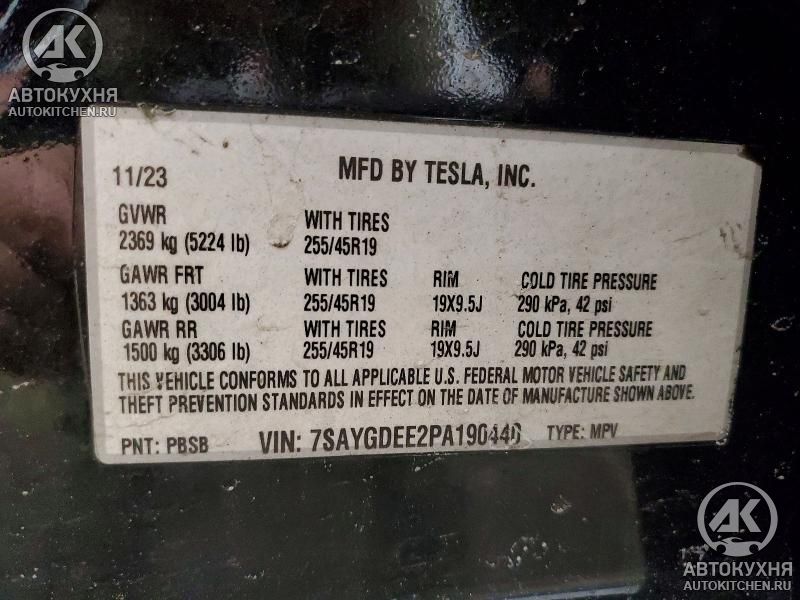 AK
АВТОКУХНЯ
AUTOKITCHEN.RU
11/23 MFD BY TESLA, INC.
GVWR WITH TIRES
2369 kg (5224 lb) 255/45R19
GAWR FRT WITH TIRES RIM COLD TIRE PRESSURE
1363 kg (3004 lb) 255/45R19 19X9.5J 290 kPa, 42 psi
GAWR RR WITH TIRES RIM COLD TIRE PRESSURE
1500 kg (3306 lb) 255/45R19 19X9.5J 290 kPa, 42 psi
THIS VEHICLE CONFORMS TO ALL APPLICABLE U.S. FEDERAL MOTOR VEHICLE SAFETY AND
THEFT PREVENTION STANDARDS IN EFFECT ON THE DATE OF MANUFACTURE SHOWN ABOVE.
PNT: PBSB VIN: 7SAYGDEE2PA190440 TYPE: MPV
AK
АВТОКУХНЯ
AUTOKITCHEN.RU